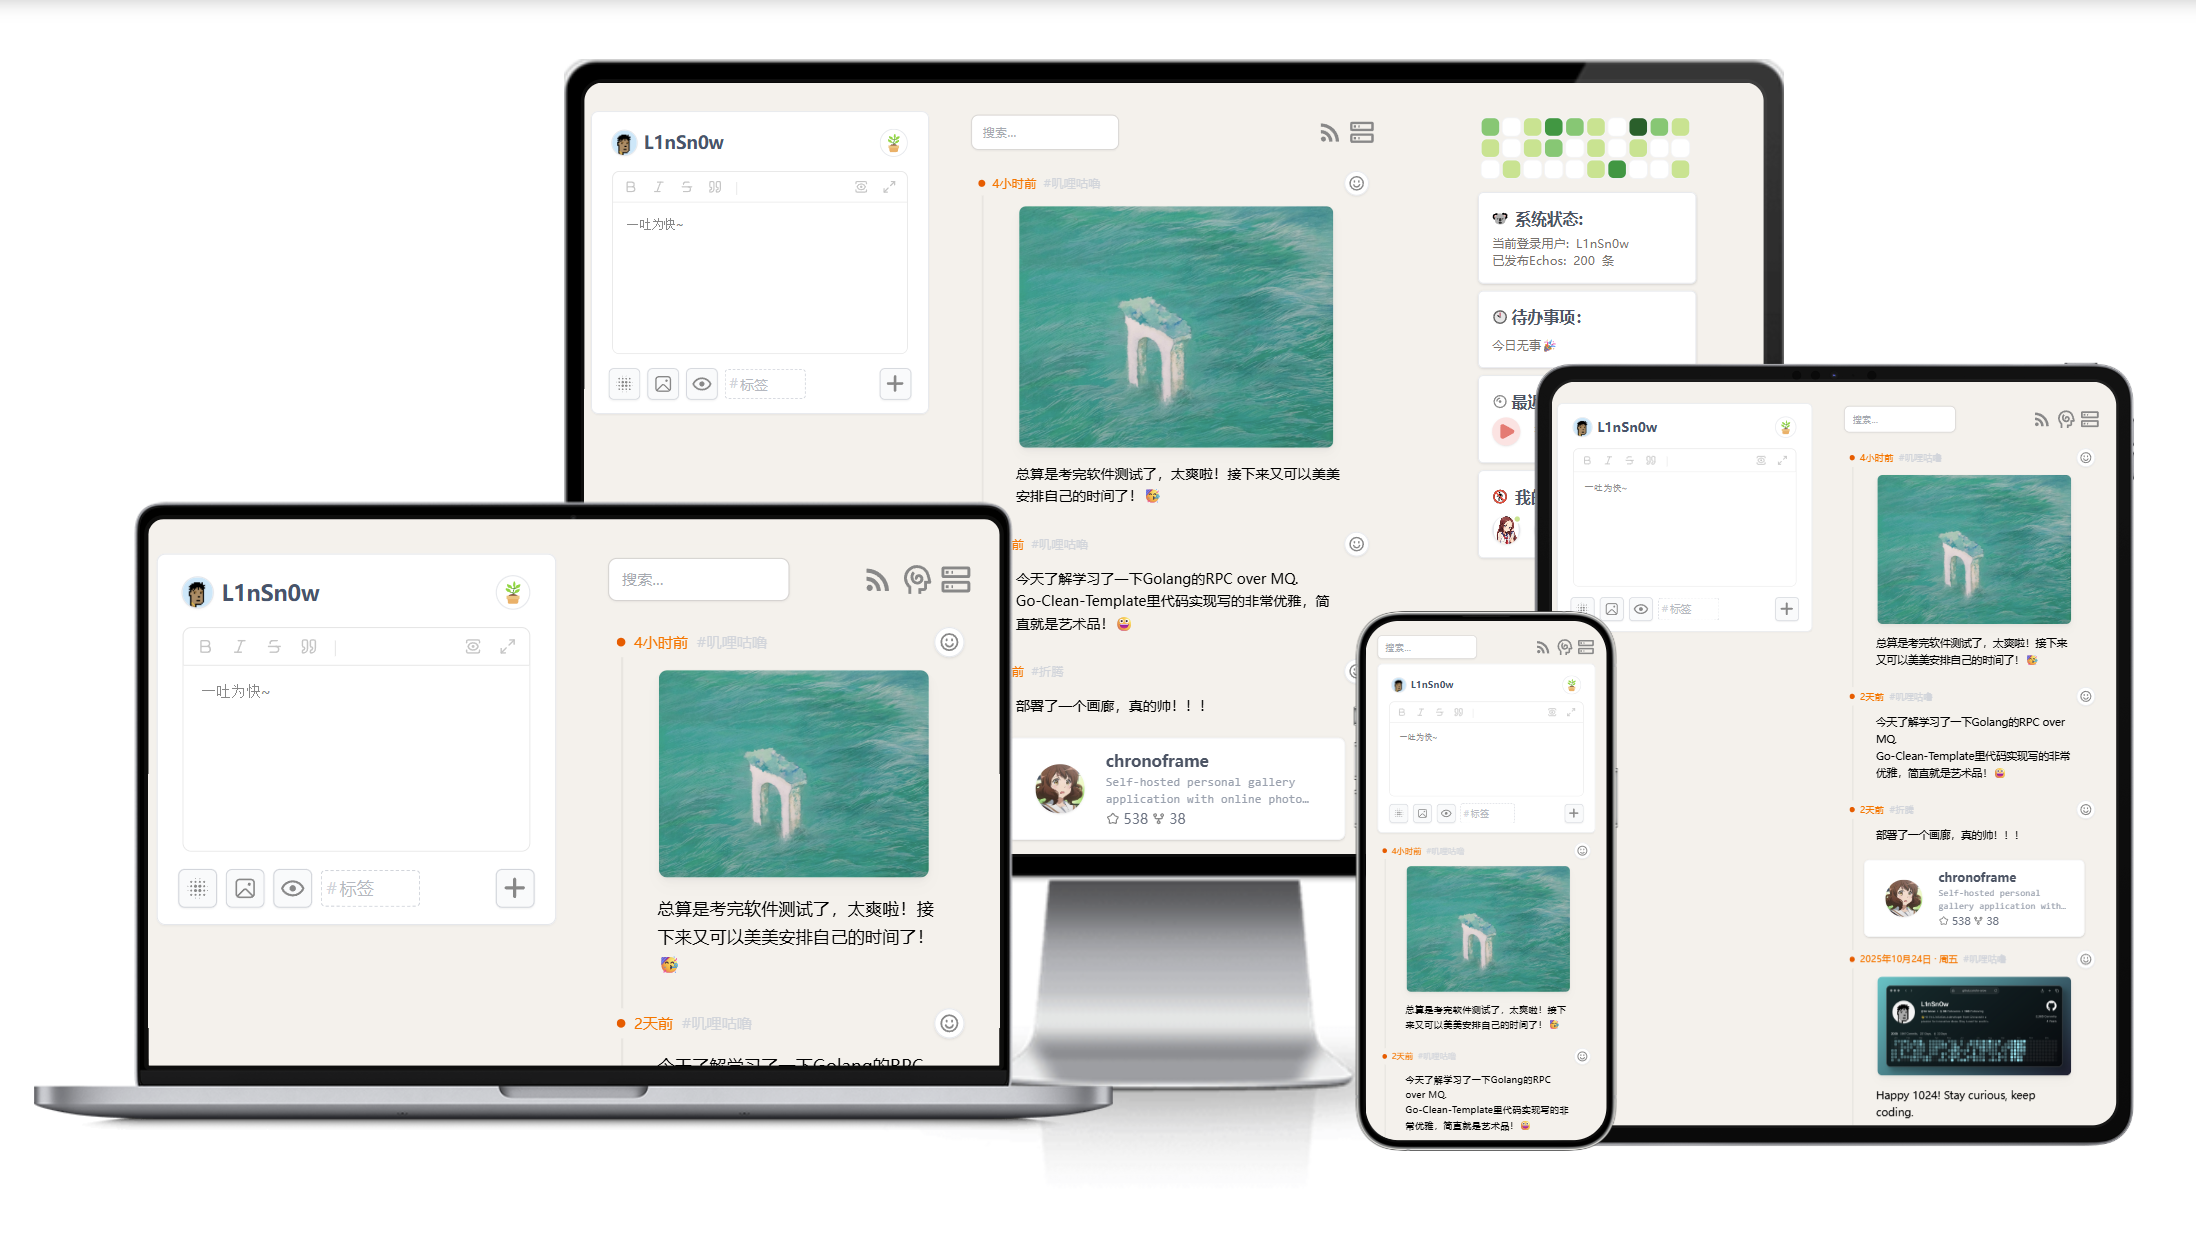 L1nSn0w
一吐为快~
#标签
搜索...
4小时前 #叽哩咕噜
总算是考完软件测试了，太爽啦！接下来又可以美美
安排自己的时间了！
前 #叽哩咕噜
今天了解学习了一下Golang的RPC over MQ.
Go-Clean-Template里代码实现写的非常优雅，简
直就是艺术品！
前 #折腾
部署了一个画廊，真的帅！！！
chronoframe
Self-hosted personal gallery
application with online photo…
538 38
系统状态:
当前登录用户: L1nSn0w
已发布Echos: 200 条
待办事项:
今日无事
最近
我的
L1nSn0w
一吐为快~
#标签
搜索...
4小时前 #叽哩咕噜
总算是考完软件测试了，太爽啦！接
下来又可以美美安排自己的时间了！
2天前 #叽哩咕噜
今天了解学习了一下Golang的RPC
搜索...
L1nSn0w
一吐为快~
#标签
4小时前 #叽哩咕噜
总算是考完软件测试了，太爽啦！接下
来又可以美美安排自己的时间了！
2天前 #叽哩咕噜
今天了解学习了一下Golang的RPC
over MQ.
Go-Clean-Template里代码实现写的非
常优雅，简直就是艺术品！
L1nSn0w
一吐为快~
#标签
搜索...
4小时前 #叽哩咕噜
总算是考完软件测试了，太爽啦！接下来
又可以美美安排自己的时间了！
2天前 #叽哩咕噜
今天了解学习了一下Golang的RPC over
MQ.
Go-Clean-Template里代码实现写的非常
优雅，简直就是艺术品！
2天前 #折腾
部署了一个画廊，真的帅！！！
chronoframe
Self-hosted personal
gallery application with…
538 38
2025年10月24日 · 周五 #叽哩咕噜
L1nSn0w
Happy 1024! Stay curious, keep
coding.